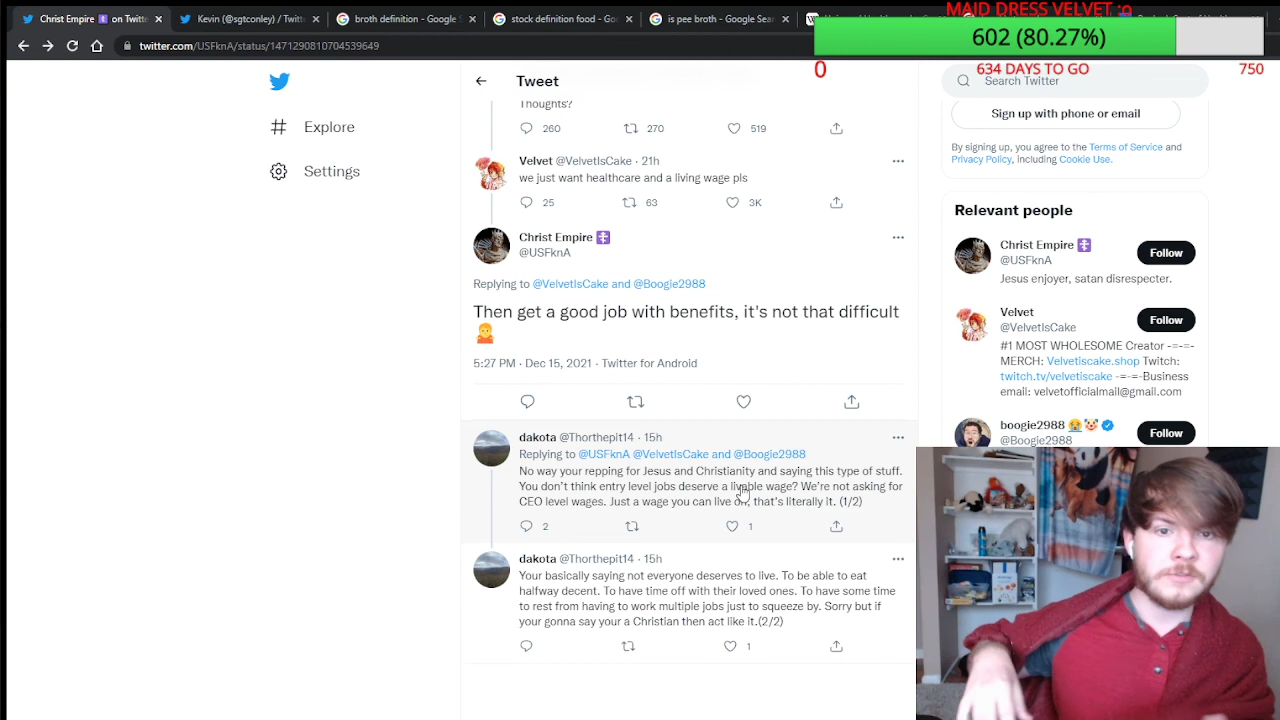 Christ Empire on Twitte
Kevin (@sgtconley) / Twitte
broth definition - Google S
stock definition food - Goo
is pee broth - Google Sear
MAID DRESS VELVET :o
twitter.com/USFknA/status/1471290810704539649
602 (80.27%)
0
634 DAYS TO GO
750
Tweet
Search Twitter
Explore
Settings
Thoughts?
260 270 519
Sign up with phone or email
By signing up, you agree to the Terms of Service and
Privacy Policy, including Cookie Use.
Velvet @VelvetIsCake · 21h
we just want healthcare and a living wage pls
25 63 3K
Christ Empire
@USFknA
Replying to @VelvetIsCake and @Boogie2988
Then get a good job with benefits, it's not that difficult
5:27 PM · Dec 15, 2021 · Twitter for Android
dakota @Thorthepit14 · 15h
Replying to @USFknA @VelvetIsCake and @Boogie2988
No way your repping for Jesus and Christianity and saying this type of stuff.
You don't think entry level jobs deserve a livable wage? We're not asking for
CEO level wages. Just a wage you can live on, that's literally it. (1/2)
2 1
dakota @Thorthepit14 · 15h
Your basically saying not everyone deserves to live. To be able to eat
halfway decent. To have time off with their loved ones. To have some time
to rest from having to work multiple jobs just to squeeze by. Sorry but if
your gonna say your a Christian then act like it.(2/2)
1
Relevant people
Christ Empire
@USFknA
Follow
Jesus enjoyer, satan disrespecter.
Velvet
@VelvetIsCake
Follow
#1 MOST WHOLESOME Creator -=-=-
MERCH: Velvetiscake.shop Twitch:
twitch.tv/velvetiscake -=-=-Business
email: velvetofficialmail@gmail.com
boogie2988
@Boogie2988
Follow